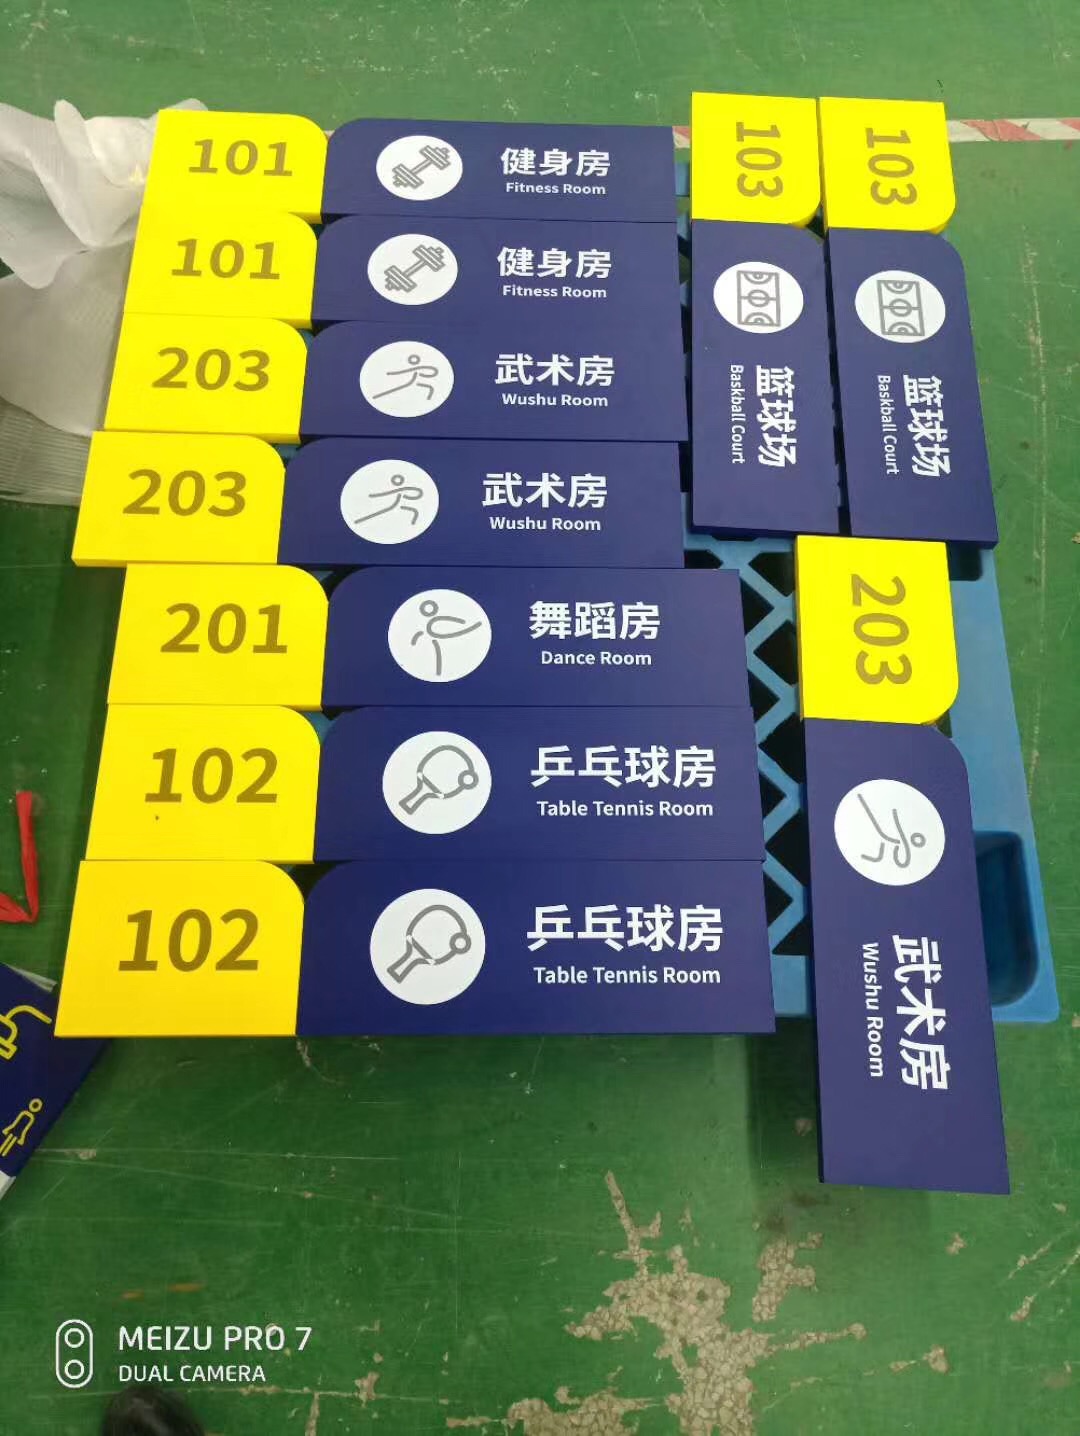 101
健身房
Fitness Room
101
健身房
Fitness Room
203
武术房
Wushu Room
203
武术房
Wushu Room
201
舞蹈房
Dance Room
102
乒乓球房
Table Tennis Room
102
乒乓球房
Table Tennis Room
103
篮球场
Baskball Court
103
篮球场
Baskball Court
203
武术房
Wushu Room
MEIZU PRO 7
DUAL CAMERA